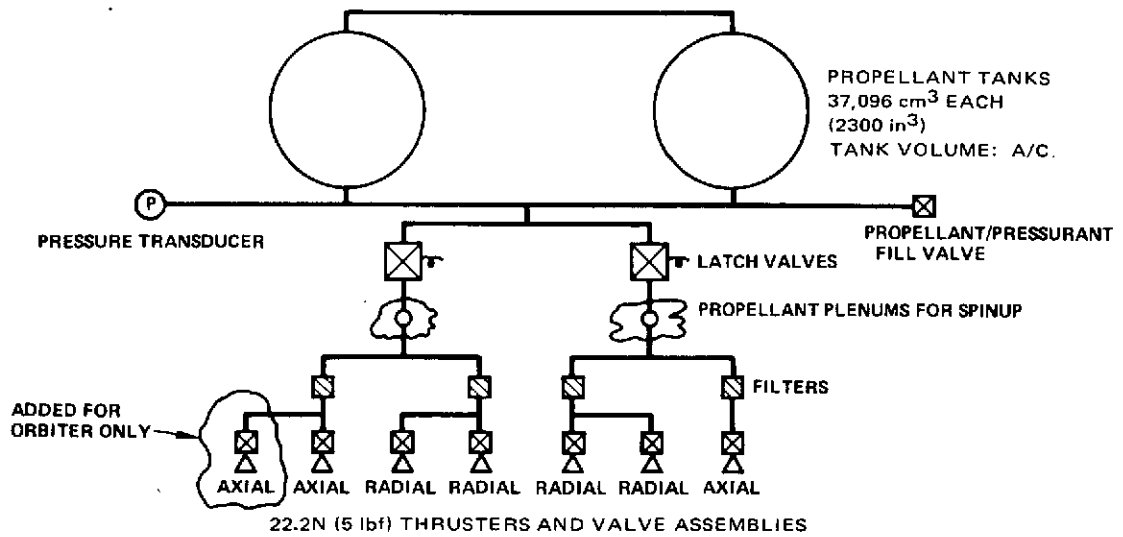 PROPELLANT TANKS
37,096 cm³ EACH
(2300 in³)
TANK VOLUME: A/C.
P
PRESSURE TRANSDUCER
PROPELLANT/PRESSURANT
FILL VALVE
LATCH VALVES
PROPELLANT PLENUMS FOR SPINUP
FILTERS
ADDED FOR
ORBITER ONLY
AXIAL AXIAL RADIAL RADIAL RADIAL RADIAL AXIAL
22.2N (5 lbf) THRUSTERS AND VALVE ASSEMBLIES